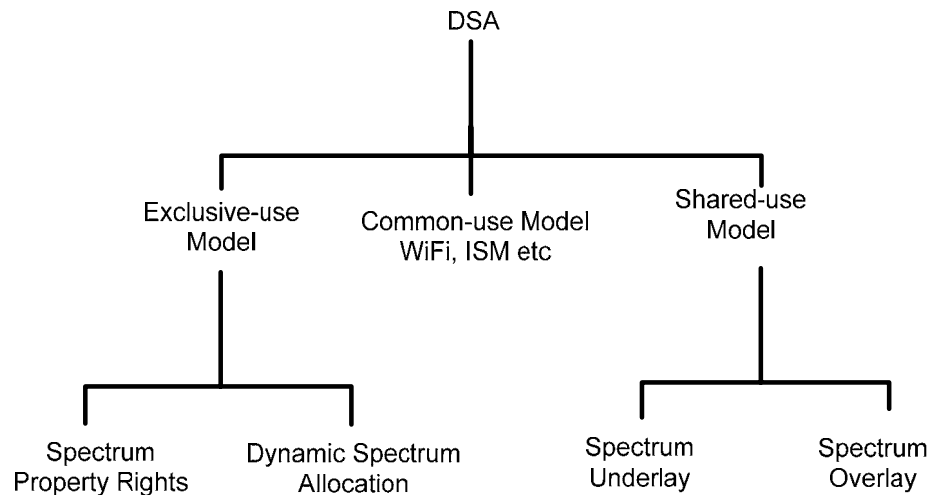 DSA
Exclusive-use
Model
Common-use Model
WiFi, ISM etc
Shared-use
Model
Spectrum
Property Rights
Dynamic Spectrum
Allocation
Spectrum
Underlay
Spectrum
Overlay